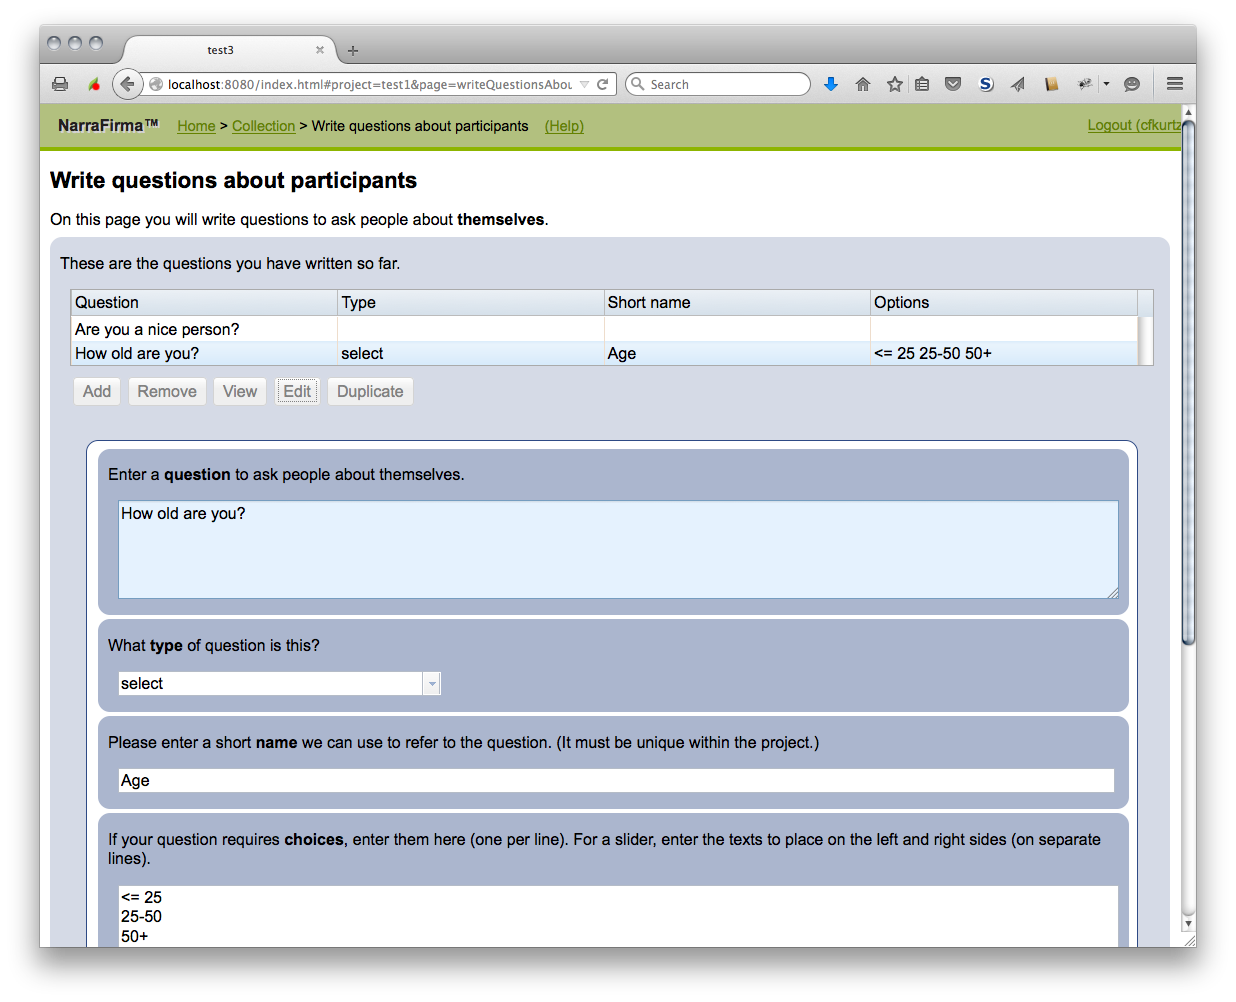 test3
localhost:8080/index.html#project=test1&page=writeQuestionsAbou
Search
NarraFirma™ Home > Collection > Write questions about participants (Help) Logout (cfkurtz
Write questions about participants
On this page you will write questions to ask people about themselves.
These are the questions you have written so far.
Question Type Short name Options
Are you a nice person?
How old are you? select Age <= 25 25-50 50+
Add Remove View Edit Duplicate
Enter a question to ask people about themselves.
How old are you?
What type of question is this?
select
Please enter a short name we can use to refer to the question. (It must be unique within the project.)
Age
If your question requires choices, enter them here (one per line). For a slider, enter the texts to place on the left and right sides (on separate
lines).
<= 25
25-50
50+